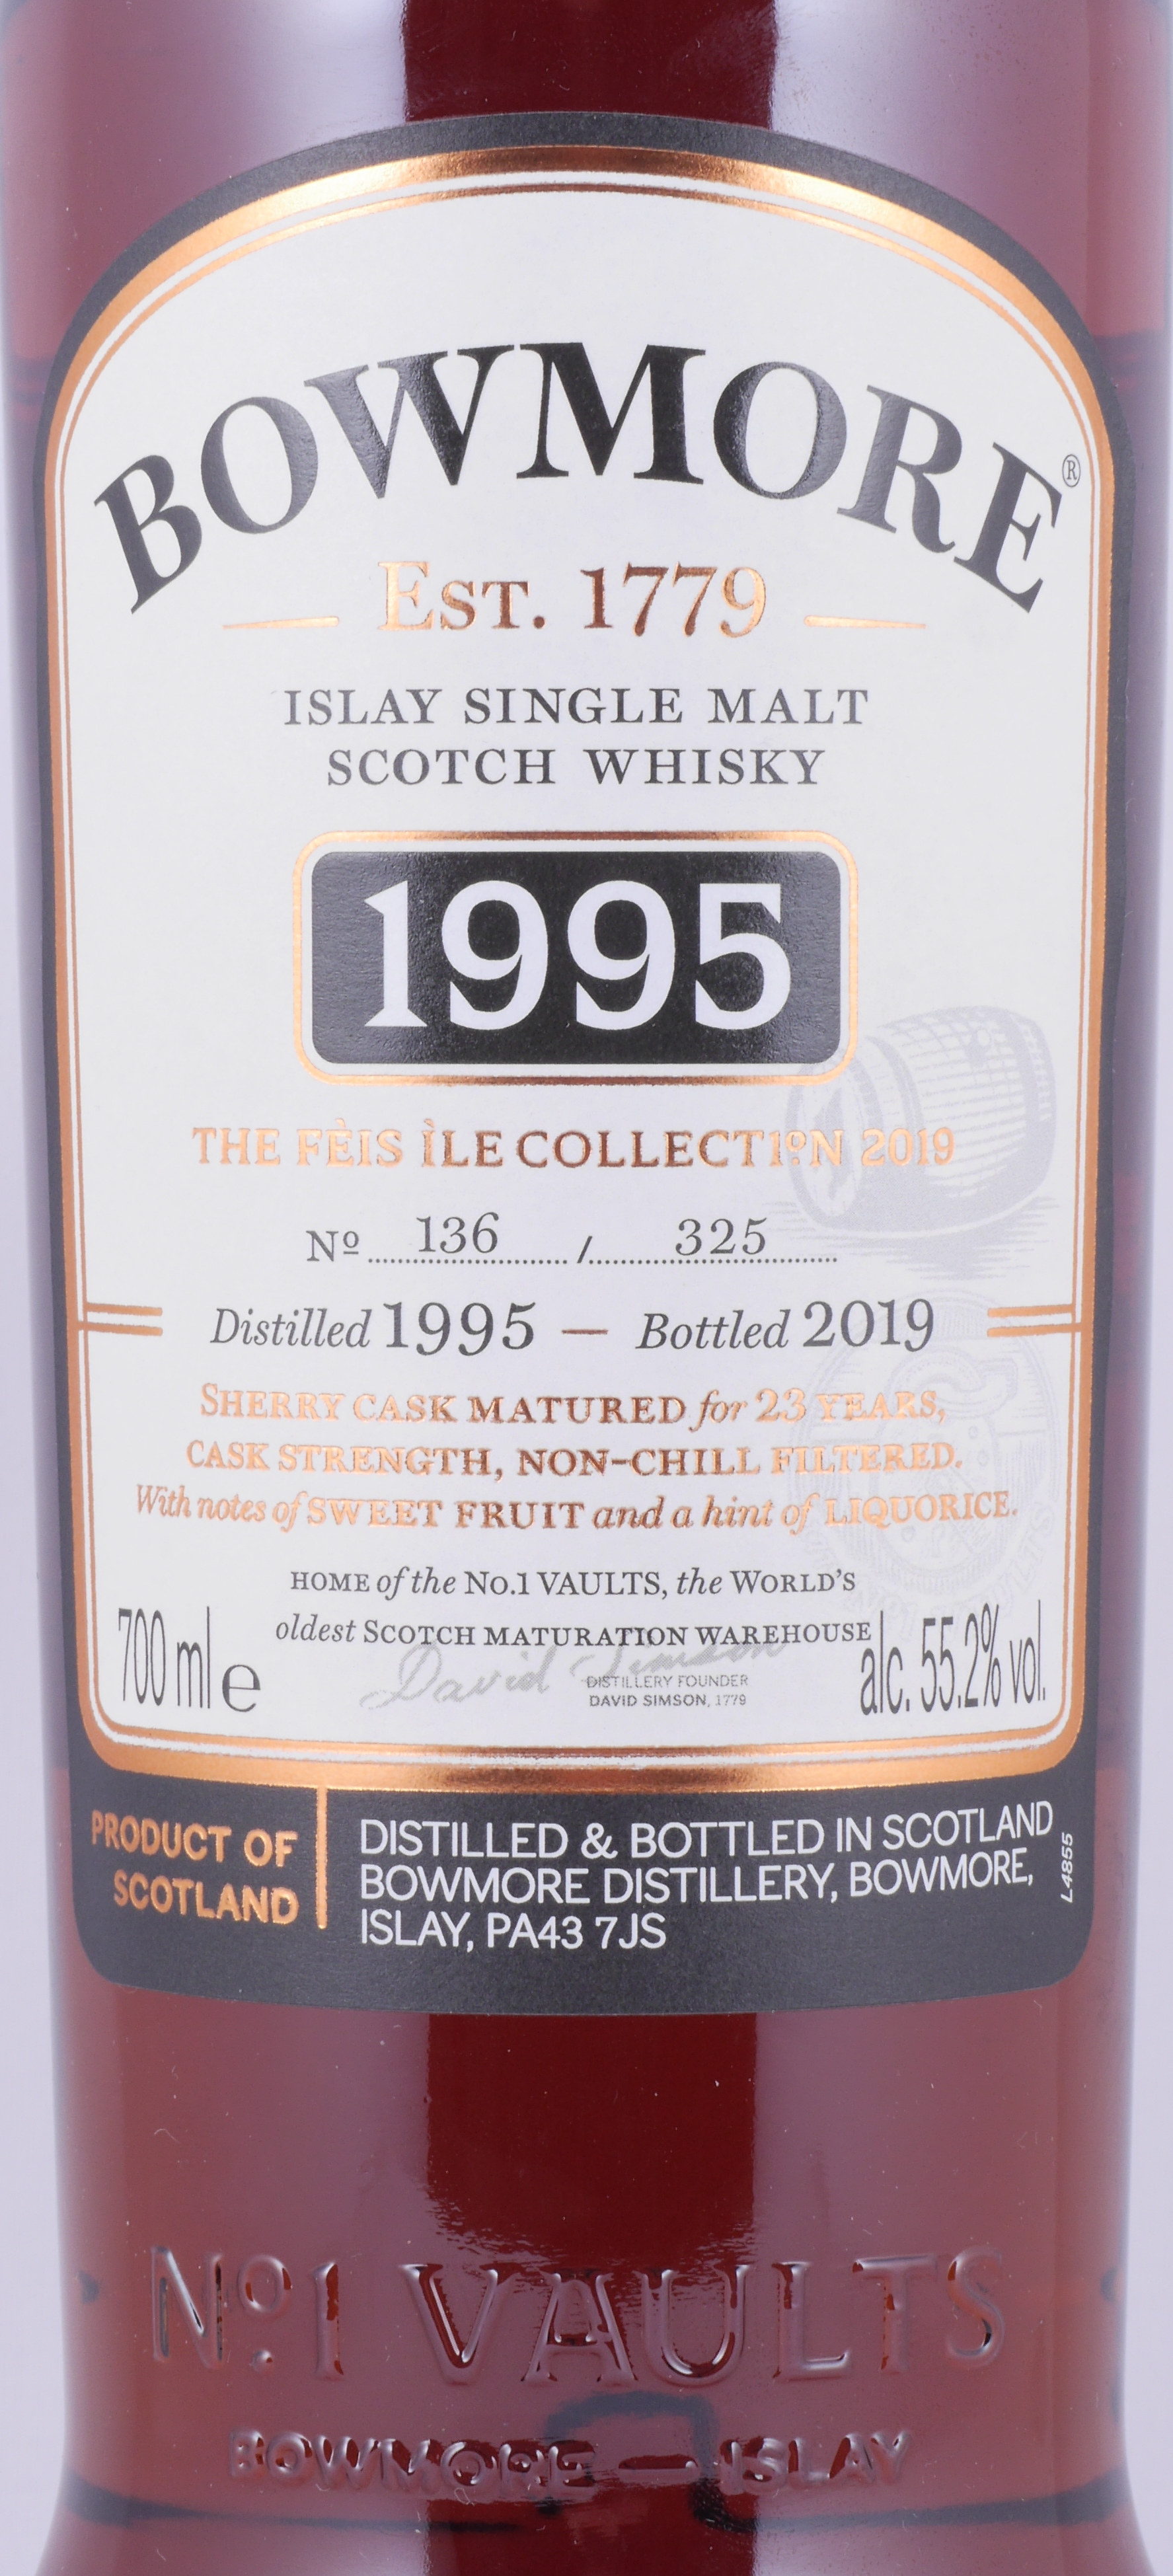 BOWMORE®
EST. 1779
ISLAY SINGLE MALT
SCOTCH WHISKY
1995
THE FÈIS ÌLE COLLECTIºN 2019
Nº 136 / 325
Distilled 1995 — Bottled 2019
SHERRY CASK MATURED for 23 YEARS,
CASK STRENGTH, NON-CHILL FILTERED.
With notes of SWEET FRUIT and a hint of LIQUORICE.
HOME of the No.1 VAULTS, the WORLD'S
oldest SCOTCH MATURATION WAREHOUSE
700 ml e
David Simson
DISTILLERY FOUNDER
DAVID SIMSON, 1779
alc. 55.2% vol.
PRODUCT OF
SCOTLAND
DISTILLED & BOTTLED IN SCOTLAND
BOWMORE DISTILLERY, BOWMORE,
ISLAY, PA43 7JS
L4855
Nº1 VAULTS
BOWMORE — ISLAY